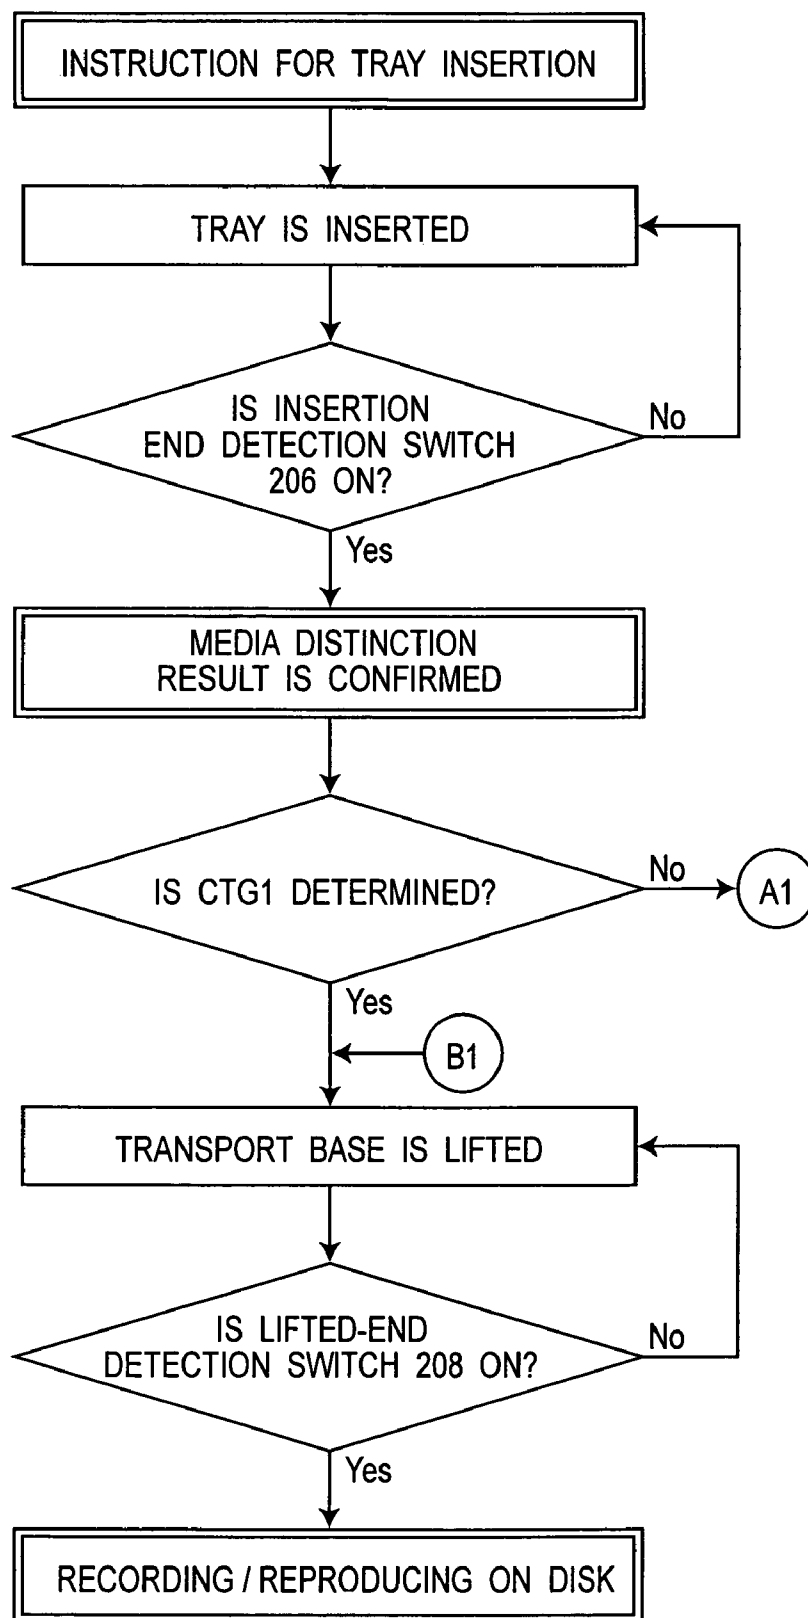 INSTRUCTION FOR TRAY INSERTION
TRAY IS INSERTED
IS INSERTION
END DETECTION SWITCH
206 ON?
No
Yes
MEDIA DISTINCTION
RESULT IS CONFIRMED
IS CTG1 DETERMINED?
No
A1
Yes
B1
TRANSPORT BASE IS LIFTED
IS LIFTED-END
DETECTION SWITCH 208 ON?
No
Yes
RECORDING / REPRODUCING ON DISK